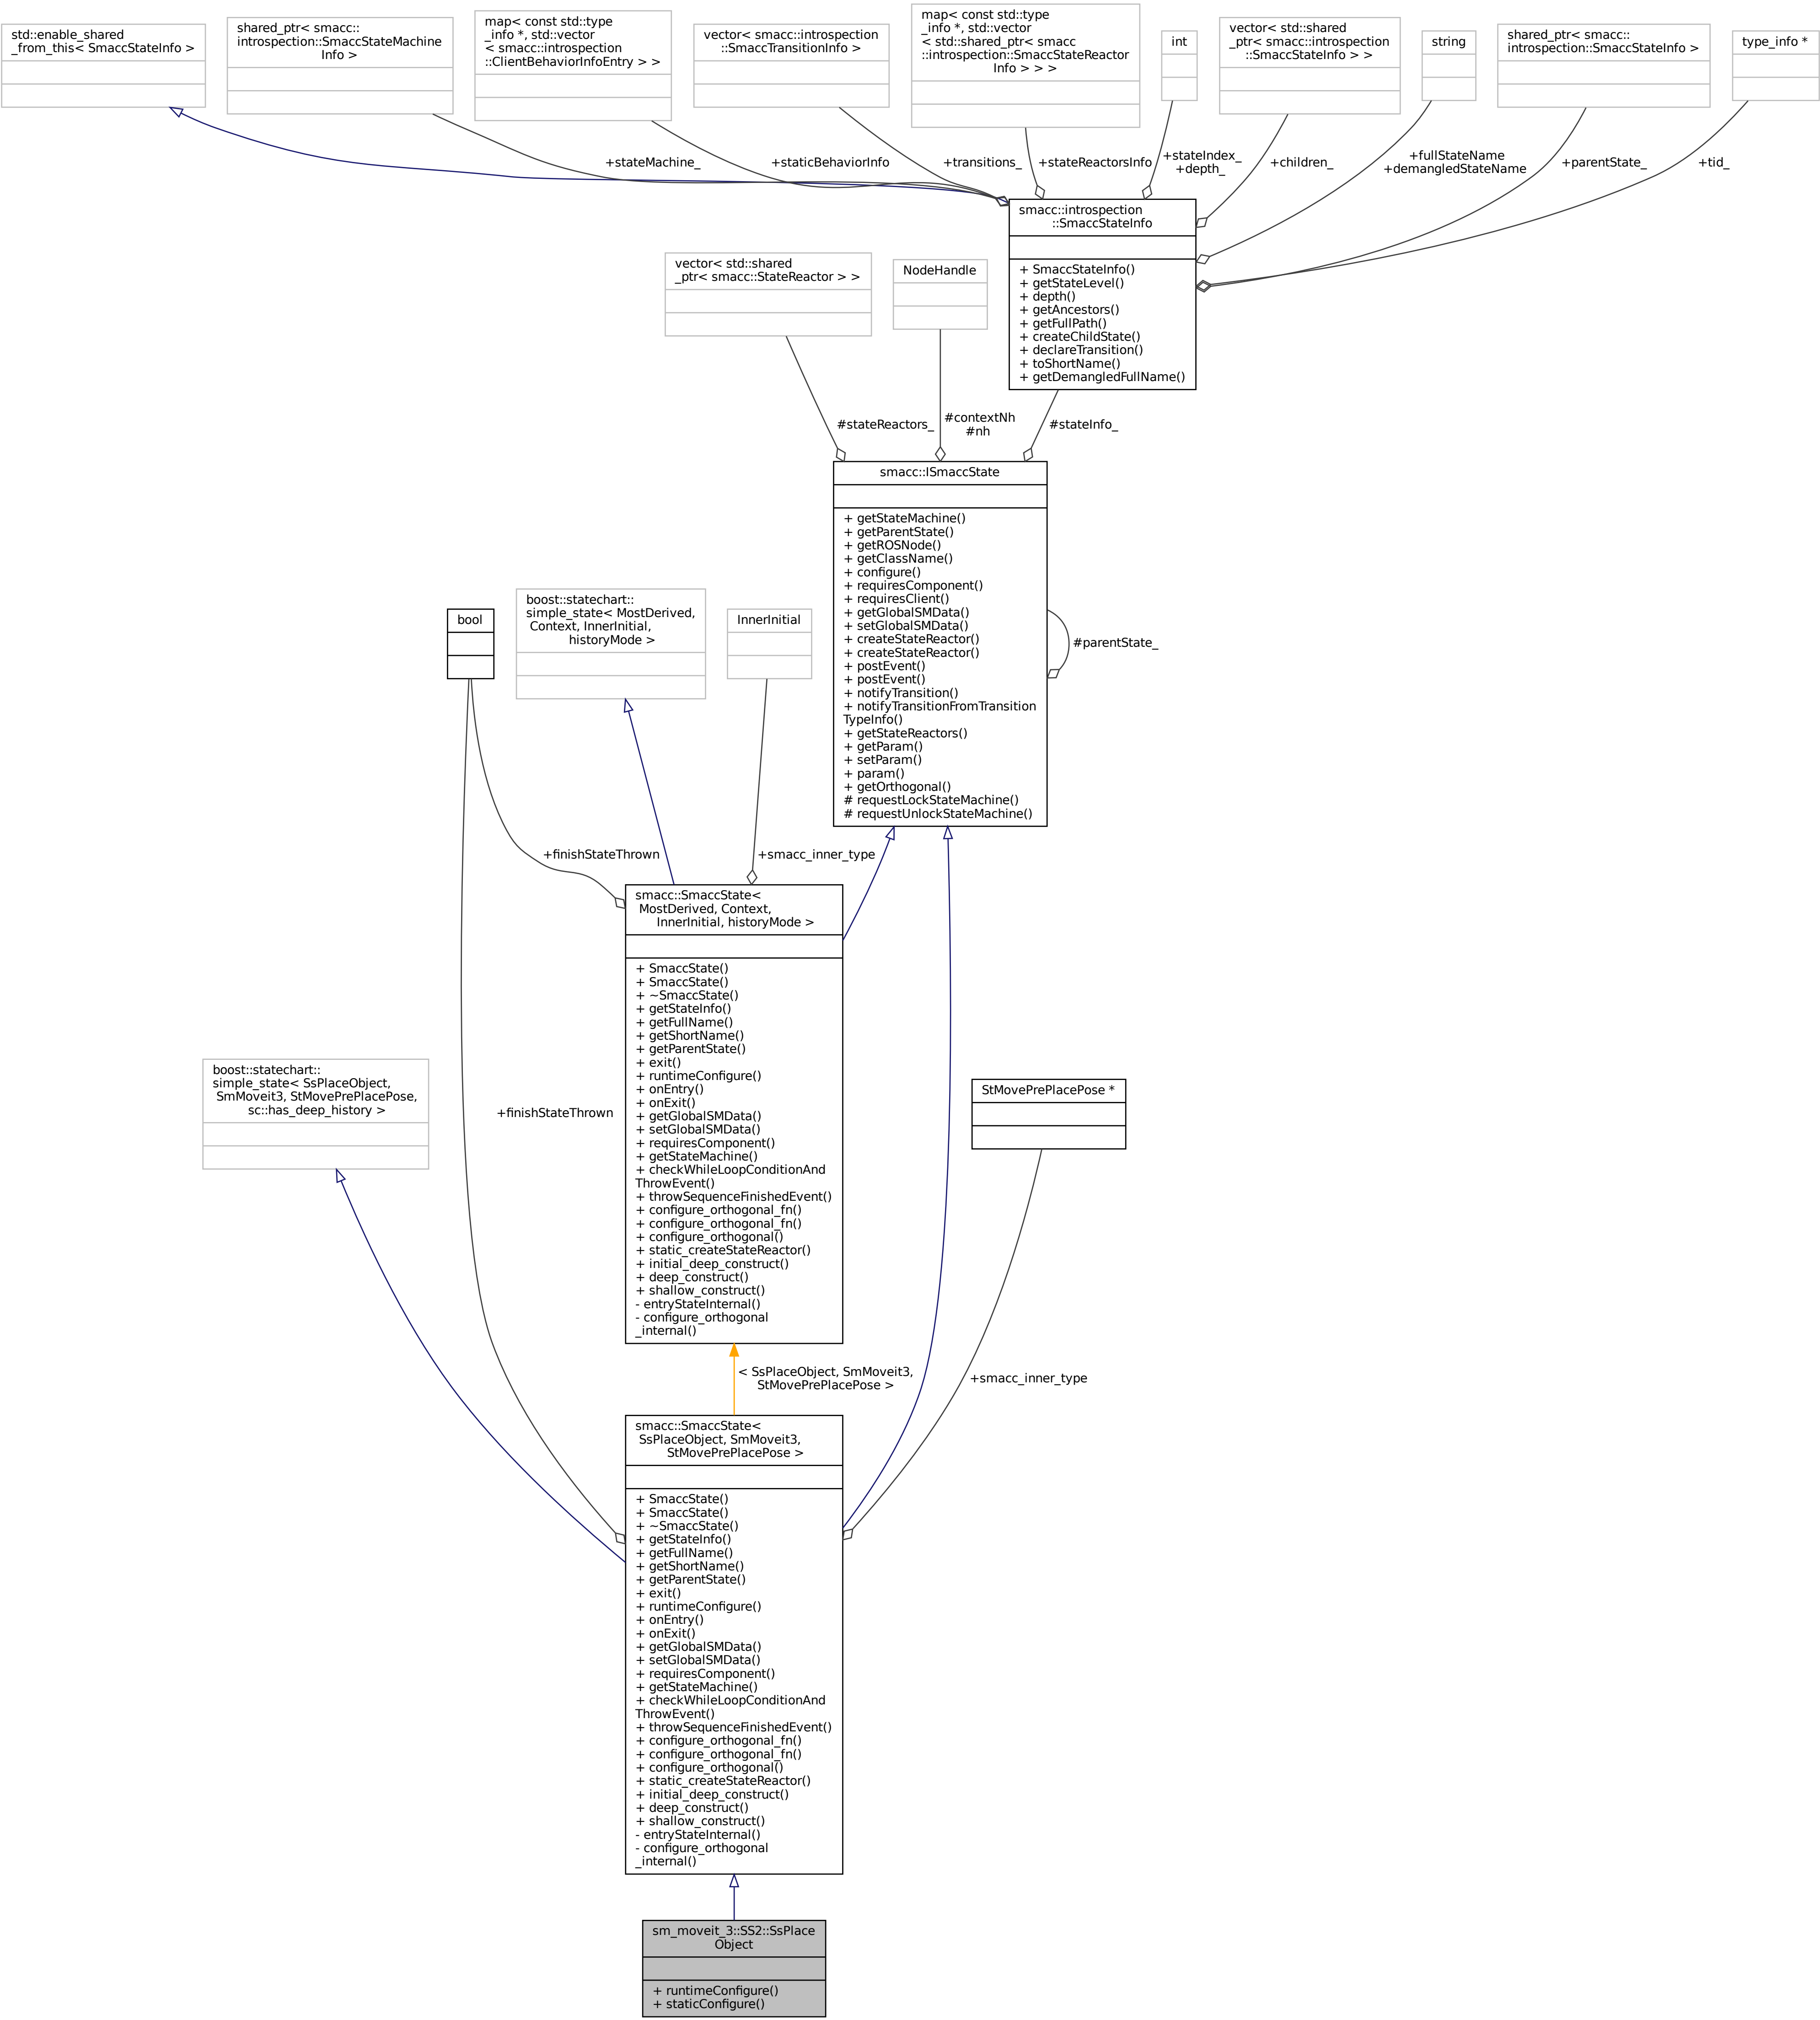 std::enable_shared
_from_this< SmaccStateInfo >
shared_ptr< smacc::
introspection::SmaccStateMachine
Info >
map< const std::type
_info *, std::vector
< smacc::introspection
::ClientBehaviorInfoEntry > >
vector< smacc::introspection
::SmaccTransitionInfo >
map< const std::type
_info *, std::vector
< std::shared_ptr< smacc
::introspection::SmaccStateReactor
Info > > >
int
vector< std::shared
_ptr< smacc::introspection
::SmaccStateInfo > >
string
shared_ptr< smacc::
introspection::SmaccStateInfo >
type_info *
+stateMachine_
+staticBehaviorInfo
+transitions_
+stateReactorsInfo
+stateIndex_
+depth_
+children_
+fullStateName
+demangledStateName
+parentState_
+tid_
smacc::introspection
::SmaccStateInfo
+ SmaccStateInfo()
+ getStateLevel()
+ depth()
+ getAncestors()
+ getFullPath()
+ createChildState()
+ declareTransition()
+ toShortName()
+ getDemangledFullName()
vector< std::shared
_ptr< smacc::StateReactor > >
NodeHandle
#stateReactors_
#contextNh
#nh
#stateInfo_
smacc::ISmaccState
+ getStateMachine()
+ getParentState()
+ getROSNode()
+ getClassName()
+ configure()
+ requiresComponent()
+ requiresClient()
+ getGlobalSMData()
+ setGlobalSMData()
+ createStateReactor()
+ createStateReactor()
+ postEvent()
+ postEvent()
+ notifyTransition()
+ notifyTransitionFromTransition
TypeInfo()
+ getStateReactors()
+ getParam()
+ setParam()
+ param()
+ getOrthogonal()
# requestLockStateMachine()
# requestUnlockStateMachine()
#parentState_
bool
boost::statechart::
simple_state< MostDerived,
Context, InnerInitial,
historyMode >
InnerInitial
+finishStateThrown
+smacc_inner_type
smacc::SmaccState<
MostDerived, Context,
InnerInitial, historyMode >
+ SmaccState()
+ SmaccState()
+ ~SmaccState()
+ getStateInfo()
+ getFullName()
+ getShortName()
+ getParentState()
+ exit()
+ runtimeConfigure()
+ onEntry()
+ onExit()
+ getGlobalSMData()
+ setGlobalSMData()
+ requiresComponent()
+ getStateMachine()
+ checkWhileLoopConditionAnd
ThrowEvent()
+ throwSequenceFinishedEvent()
+ configure_orthogonal_fn()
+ configure_orthogonal_fn()
+ configure_orthogonal()
+ static_createStateReactor()
+ initial_deep_construct()
+ deep_construct()
+ shallow_construct()
- entryStateInternal()
- configure_orthogonal
_internal()
boost::statechart::
simple_state< SsPlaceObject,
SmMoveit3, StMovePrePlacePose,
sc::has_deep_history >
+finishStateThrown
StMovePrePlacePose *
< SsPlaceObject, SmMoveit3,
StMovePrePlacePose >
+smacc_inner_type
smacc::SmaccState<
SsPlaceObject, SmMoveit3,
StMovePrePlacePose >
+ SmaccState()
+ SmaccState()
+ ~SmaccState()
+ getStateInfo()
+ getFullName()
+ getShortName()
+ getParentState()
+ exit()
+ runtimeConfigure()
+ onEntry()
+ onExit()
+ getGlobalSMData()
+ setGlobalSMData()
+ requiresComponent()
+ getStateMachine()
+ checkWhileLoopConditionAnd
ThrowEvent()
+ throwSequenceFinishedEvent()
+ configure_orthogonal_fn()
+ configure_orthogonal_fn()
+ configure_orthogonal()
+ static_createStateReactor()
+ initial_deep_construct()
+ deep_construct()
+ shallow_construct()
- entryStateInternal()
- configure_orthogonal
_internal()
sm_moveit_3::SS2::SsPlace
Object
+ runtimeConfigure()
+ staticConfigure()